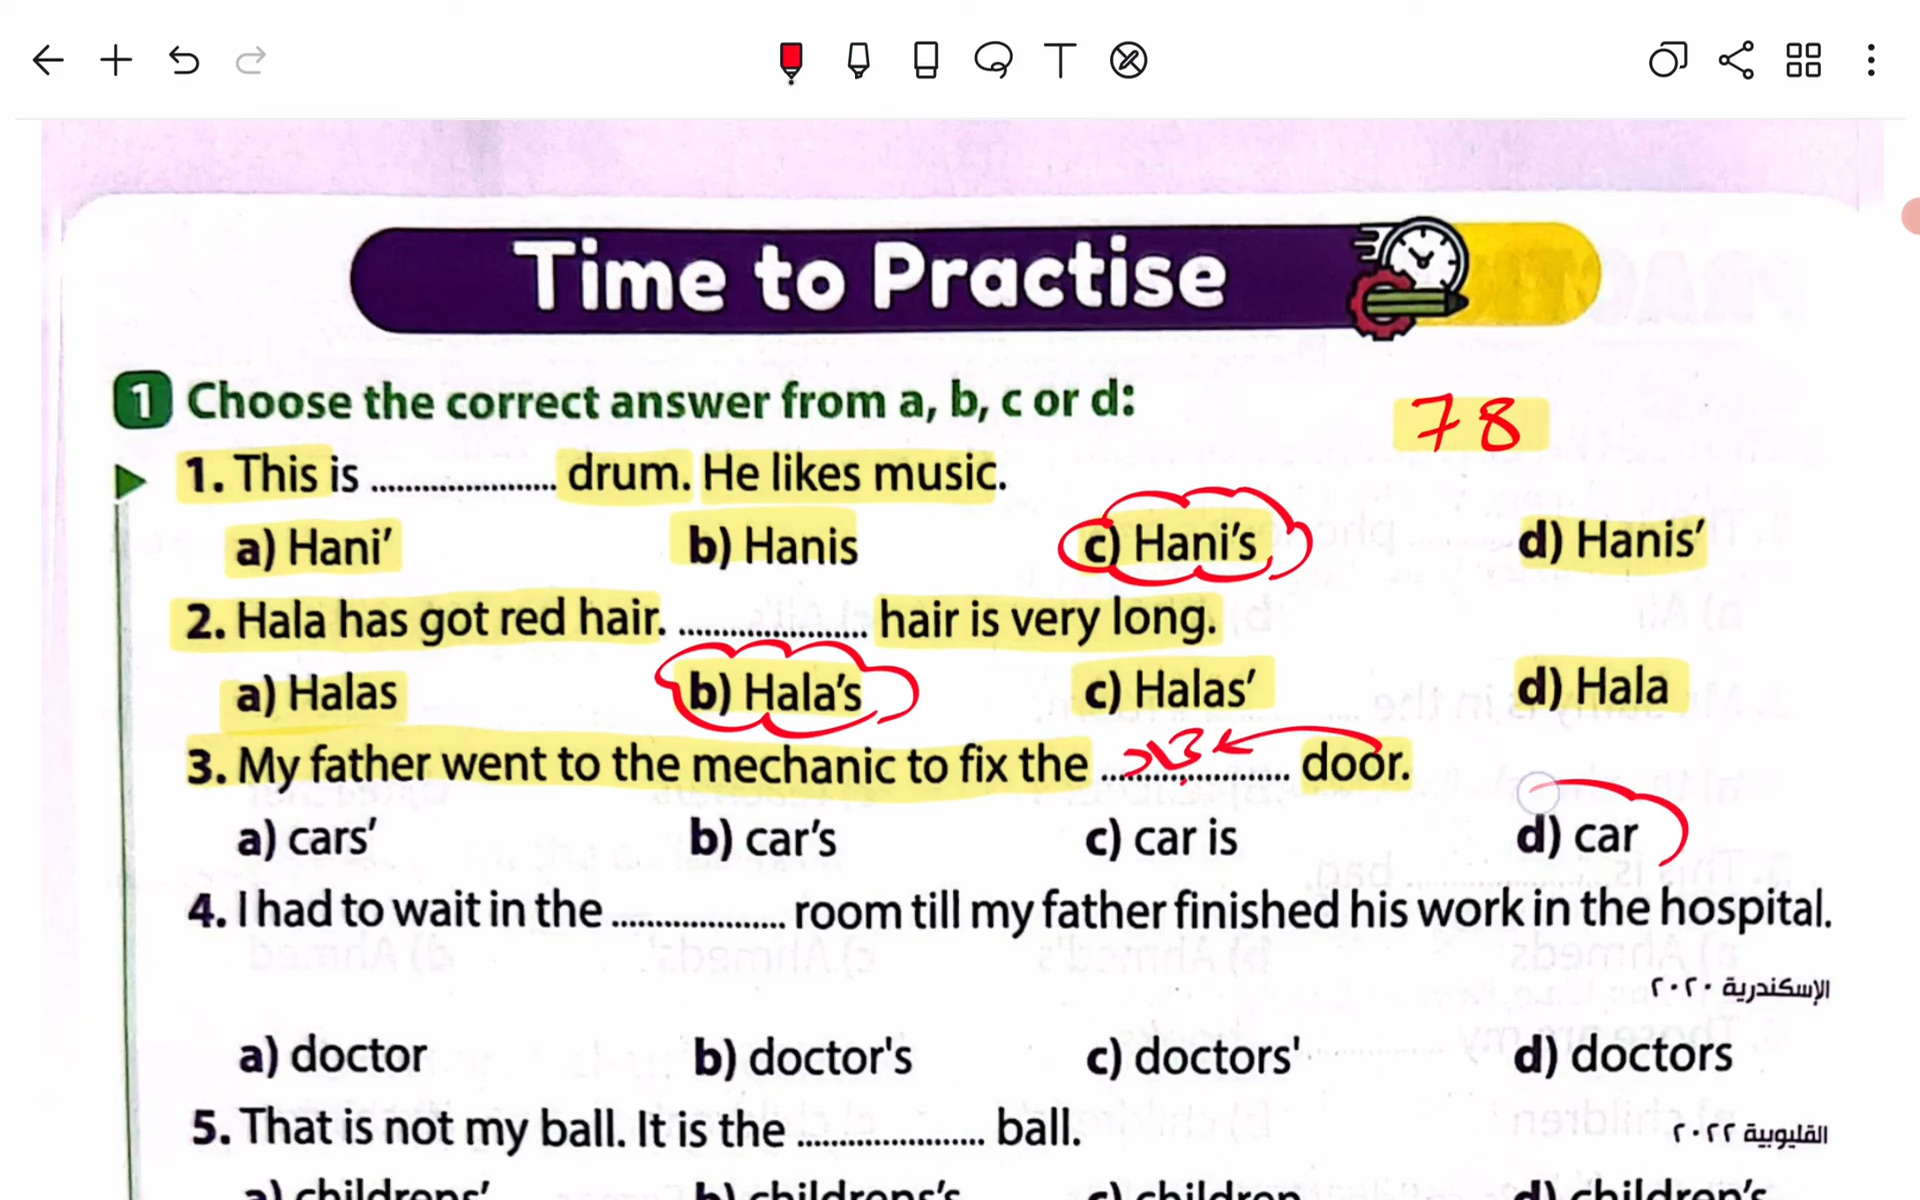 Time to Practise
1 Choose the correct answer from a, b, c or d:
78
1. This is .................... drum. He likes music.
a) Hani' b) Hanis c) Hani's d) Hanis'
2. Hala has got red hair. .................... hair is very long.
a) Halas b) Hala's c) Halas' d) Hala
3. My father went to the mechanic to fix the .................... door.
a) cars' b) car's c) car is d) car
4. I had to wait in the .................... room till my father finished his work in the hospital.
الإسكندرية ٢٠٢٠
a) doctor b) doctor's c) doctors' d) doctors
5. That is not my ball. It is the .................... ball.
القليوبية ٢٠٢٢
a) childrens' b) childrens's c) children d) children's